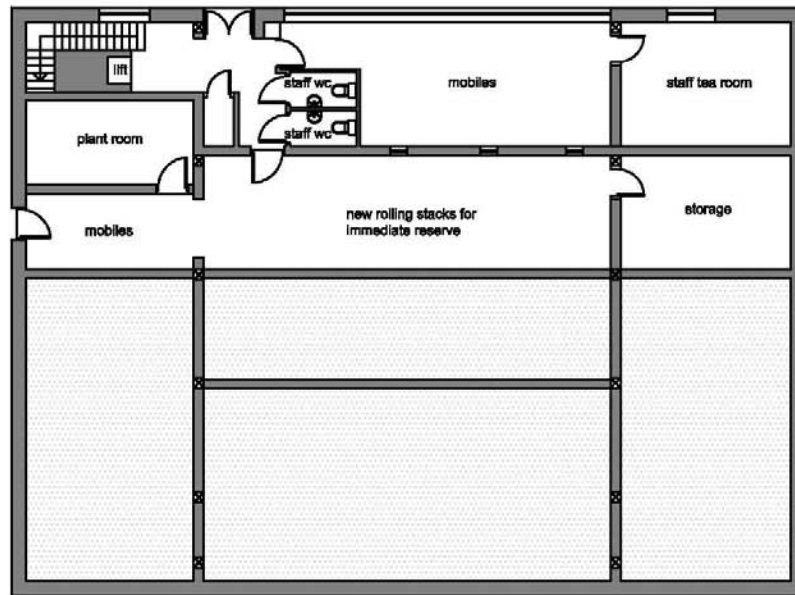 lift
staff wc
mobiles
staff tea room
staff wc
plant room
mobiles
new rolling stacks for
immediate reserve
storage